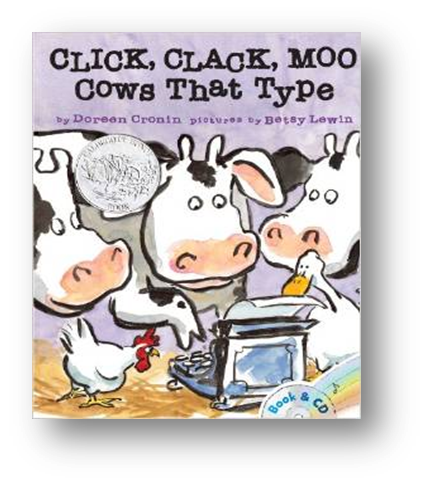 CLICK, CLACK, MOO
Cows That Type
by Doreen Cronin pictures by Betsy Lewin
Book & CD